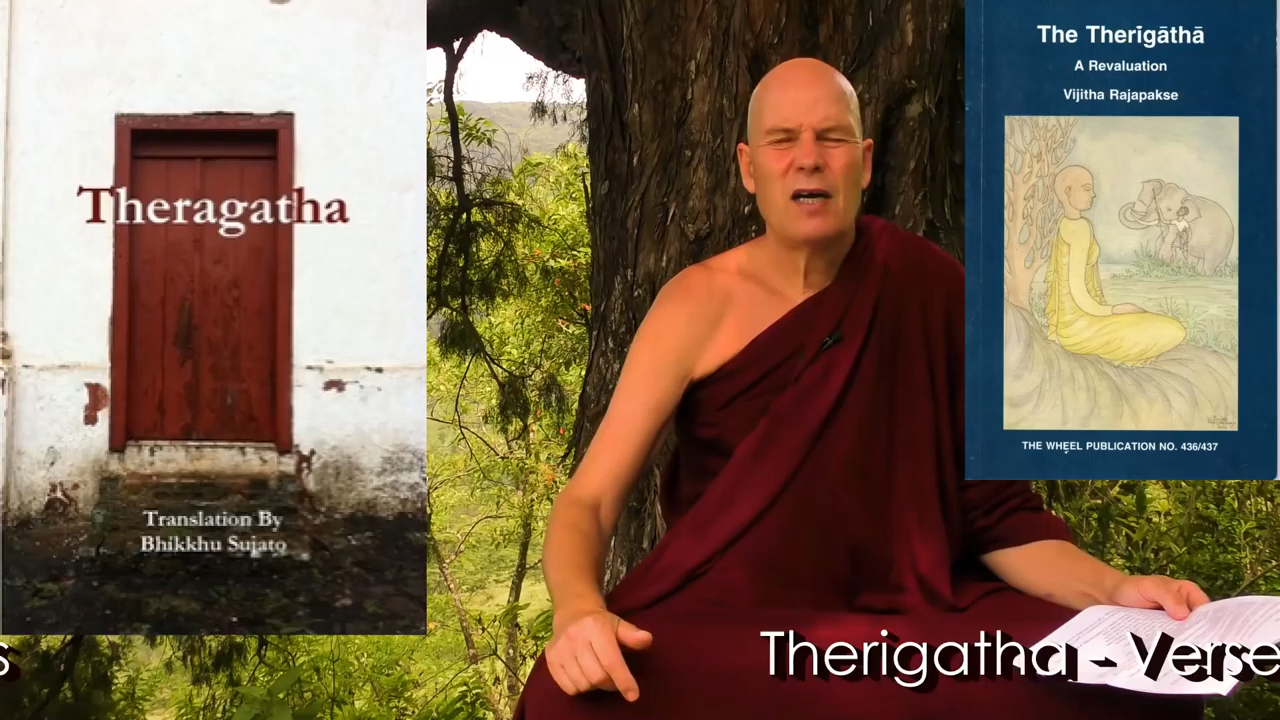 Theragatha
Translation By
Bhikkhu Sujato
The Therīgāthā
A Revaluation
Vijitha Rajapakse
THE WHEEL PUBLICATION NO. 436/437
s
Therigatha - Verse